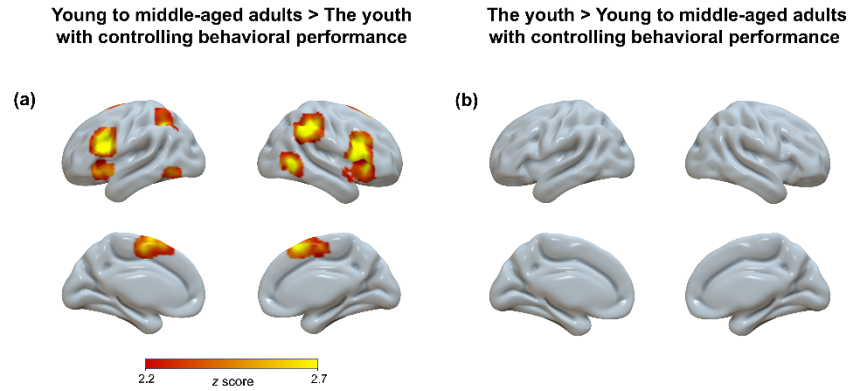 Young to middle-aged adults > The youth
with controlling behavioral performance
The youth > Young to middle-aged adults
with controlling behavioral performance
(a)
(b)
2.2
z score
2.7